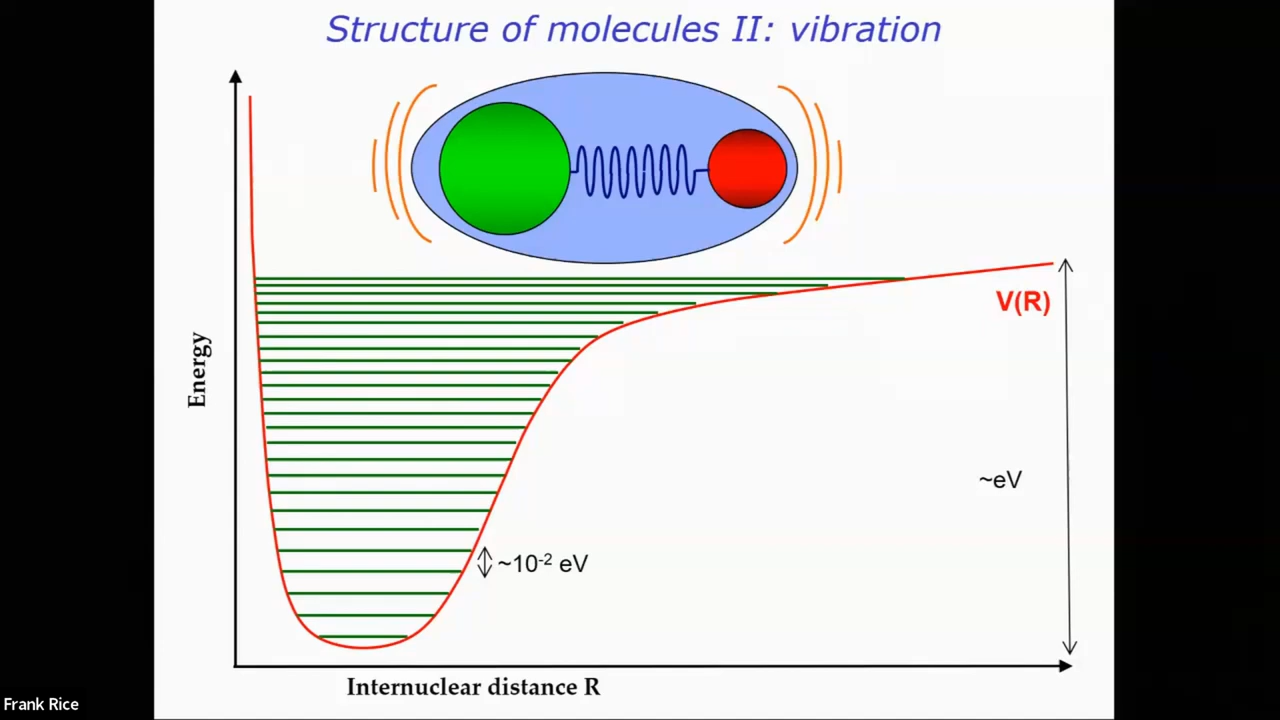 Structure of molecules II: vibration
V(R)
Energy
~eV
~10⁻² eV
Internuclear distance R
Frank Rice